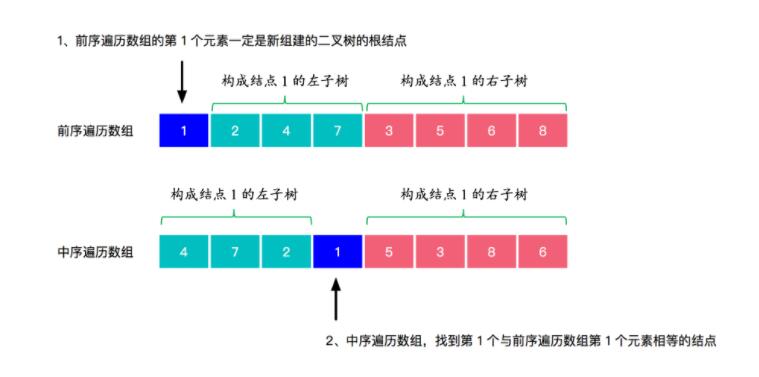 1、前序遍历数组的第 1 个元素一定是新组建的二叉树的根结点
构成结点 1 的左子树 构成结点 1 的右子树
前序遍历数组 1 2 4 7 3 5 6 8
构成结点 1 的左子树 构成结点 1 的右子树
中序遍历数组 4 7 2 1 5 3 8 6
2、中序遍历数组，找到第 1 个与前序遍历数组第 1 个元素相等的结点